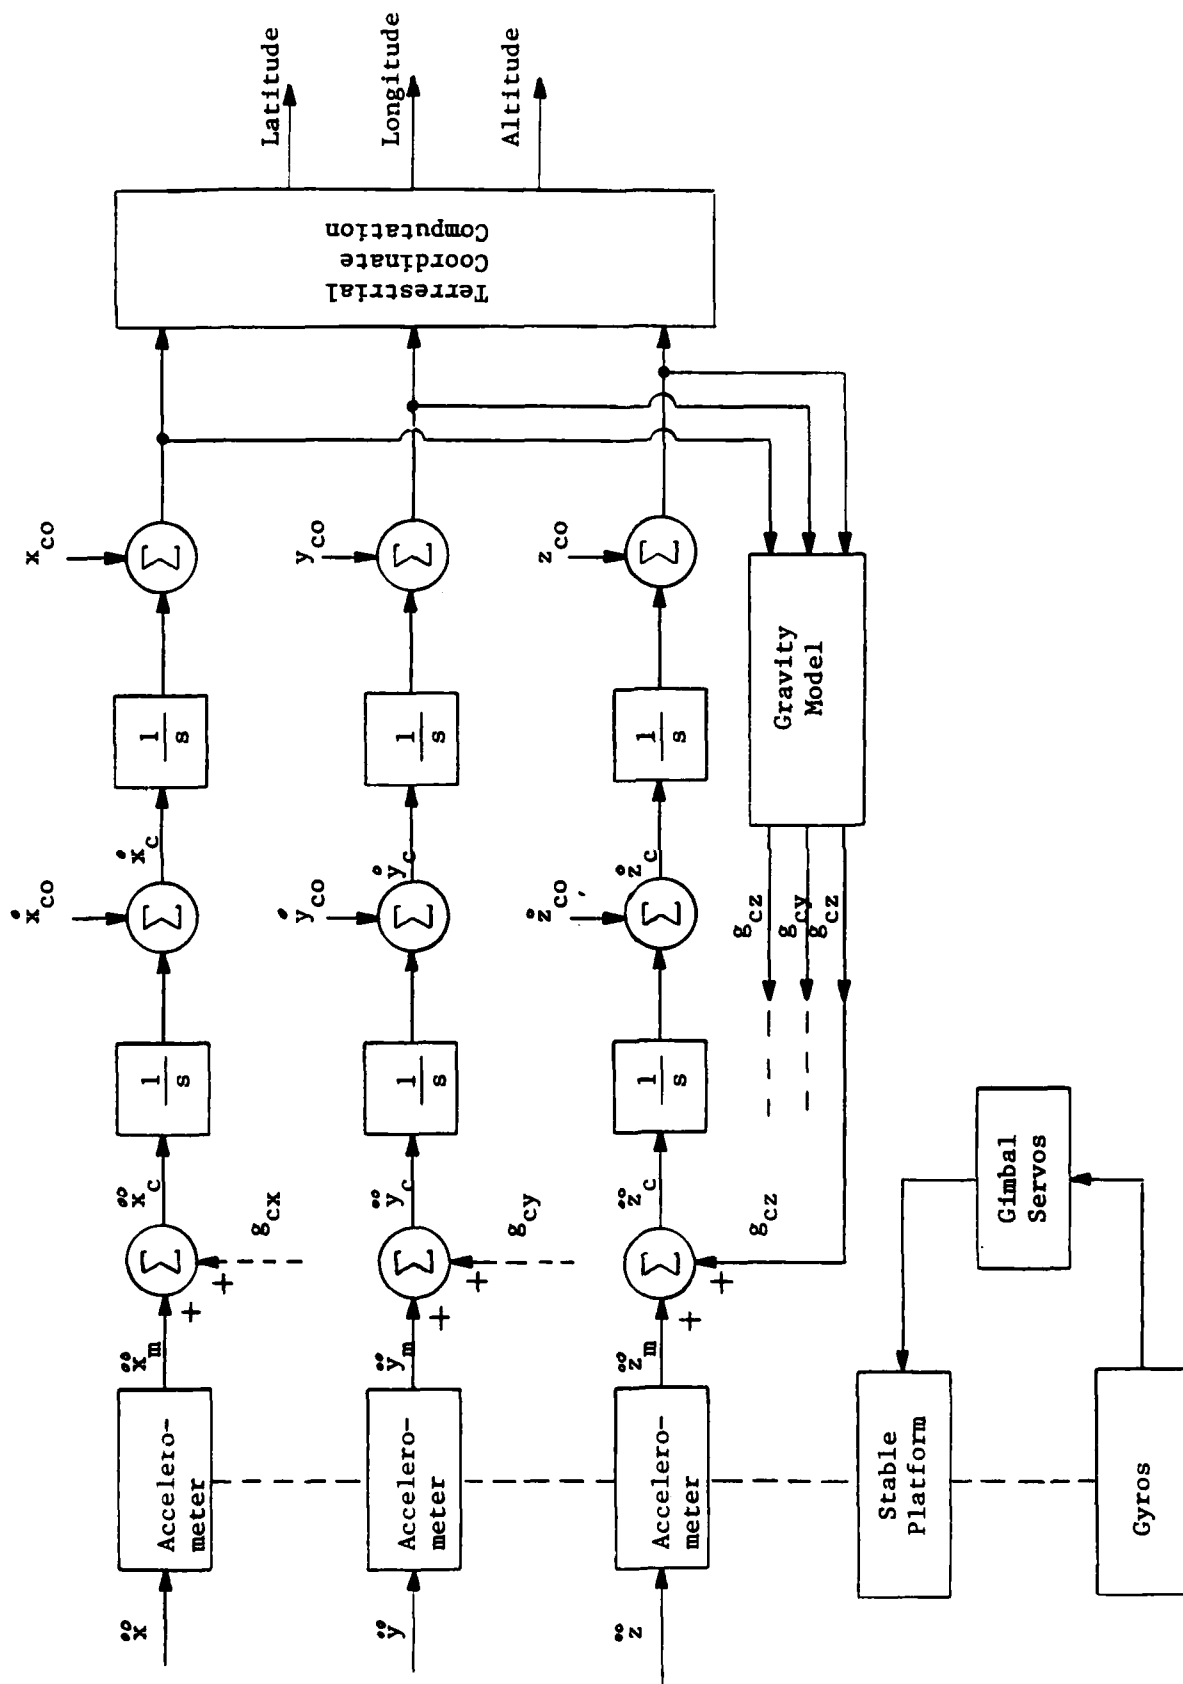 ẍ
Accelero-
meter
ẍ_m
+
+
g_cx
Σ
ẍ_c
1
s
ẋ_co
Σ
ẋ_c
1
s
x_co
Σ
ÿ
Accelero-
meter
ÿ_m
+
+
g_cy
Σ
ÿ_c
1
s
ẏ_co
Σ
ẏ_c
1
s
y_co
Σ
z̈
Accelero-
meter
z̈_m
+
+
g_cz
Σ
z̈_c
1
s
ż_co
Σ
ż_c
1
s
z_co
Σ
Terrestrial
Coordinate
Computation
Latitude
Longitude
Altitude
g_cz
g_cy
g_cz
Gravity
Model
Stable
Platform
Gimbal
Servos
Gyros